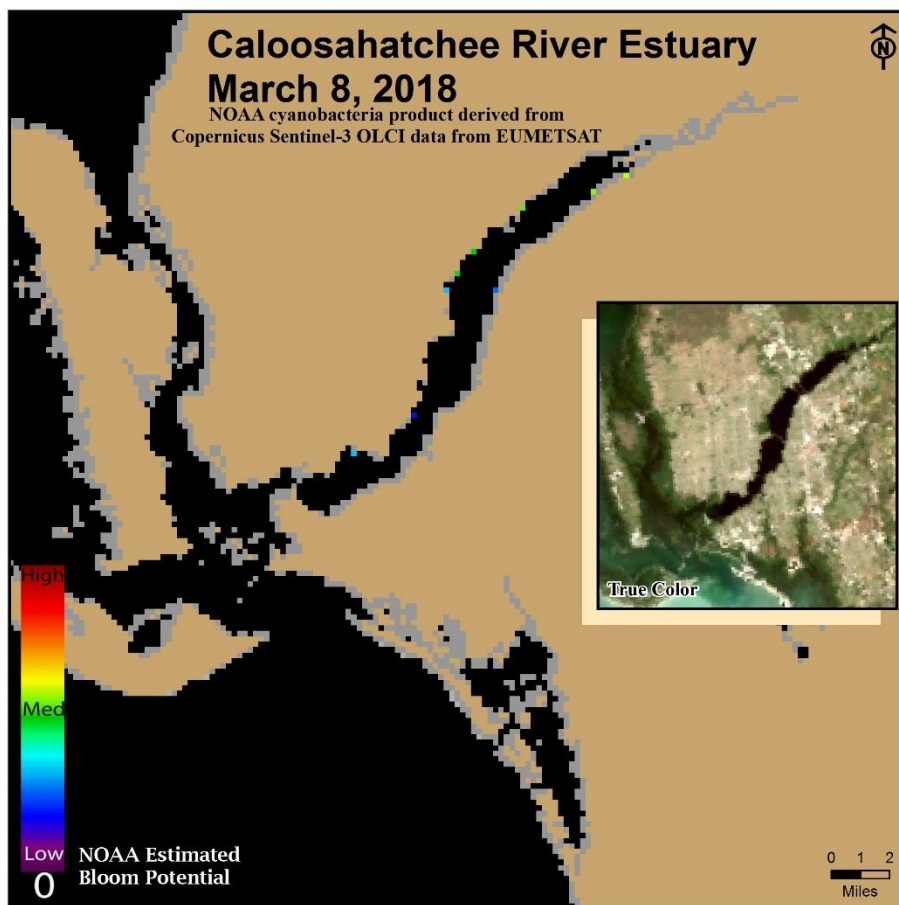 Caloosahatchee River Estuary
March 8, 2018
NOAA cyanobacteria product derived from
Copernicus Sentinel-3 OLCI data from EUMETSAT
N
True Color
High
Med
Low
0
NOAA Estimated
Bloom Potential
0 1 2
Miles